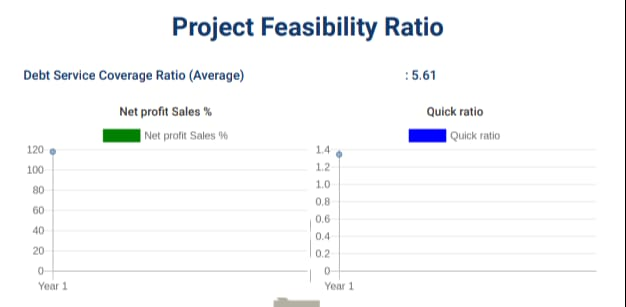 Project Feasibility Ratio
Debt Service Coverage Ratio (Average) : 5.61
Net profit Sales %
Net profit Sales %
120
100
80
60
40
20
0
Year 1
Quick ratio
Quick ratio
1.4
1.2
1.0
0.8
0.6
0.4
0.2
0
Year 1